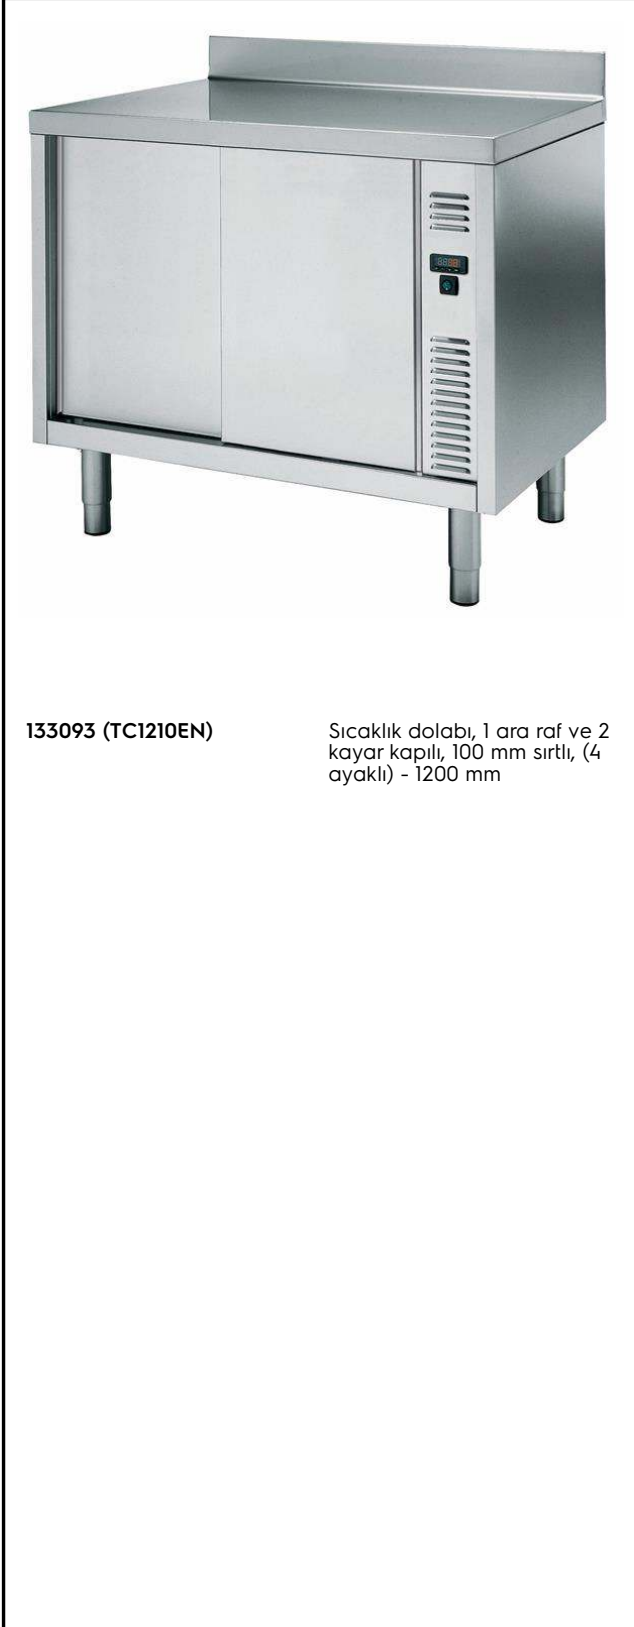 133093 (TC1210EN)
Sıcaklık dolabı, 1 ara raf ve 2
kayar kapılı, 100 mm sırtlı, (4
ayaklı) - 1200 mm